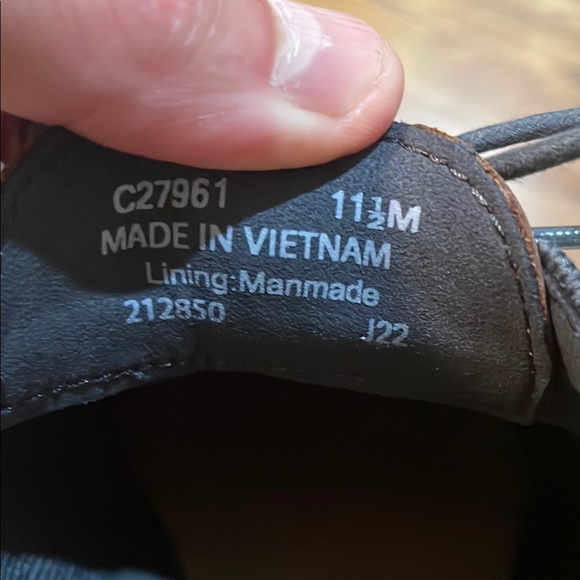 C27961 11½M
MADE IN VIETNAM
Lining:Manmade
212850 J22